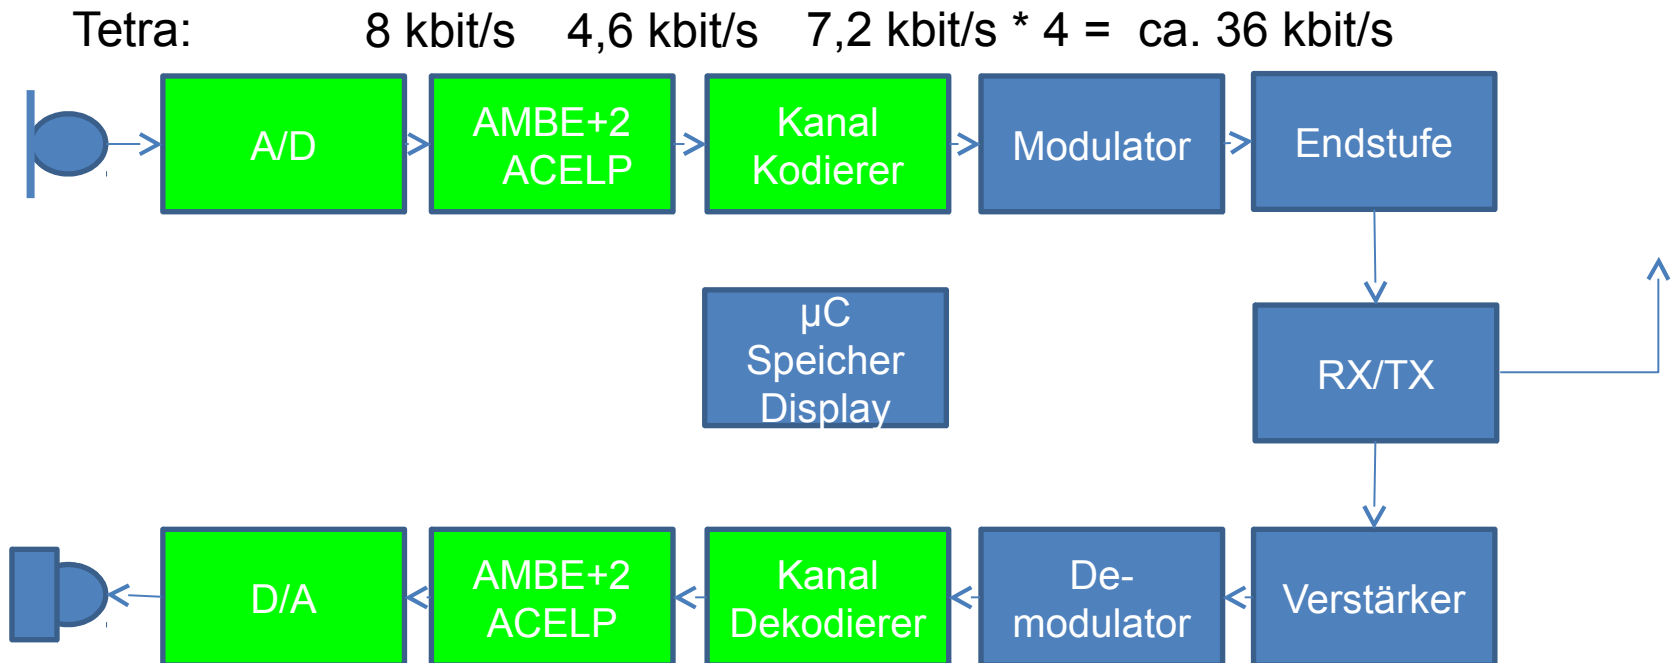 Tetra: 8 kbit/s 4,6 kbit/s 7,2 kbit/s * 4 = ca. 36 kbit/s
A/D
AMBE+2
ACELP
Kanal
Kodierer
Modulator
Endstufe
µC
Speicher
Display
RX/TX
D/A
AMBE+2
ACELP
Kanal
Dekodierer
De-
modulator
Verstärker